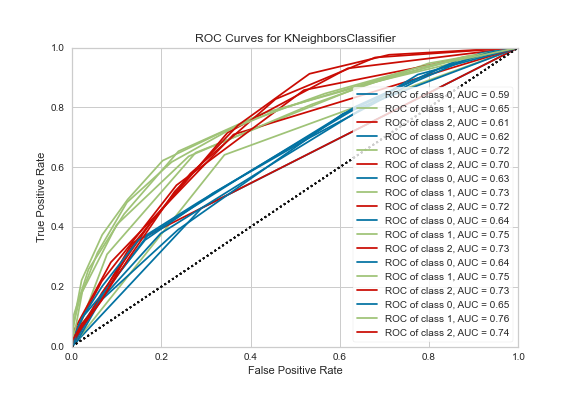 ROC Curves for KNeighborsClassifier
1.0
0.8
0.6
0.4
0.2
0.0
True Positive Rate
ROC of class 0, AUC = 0.59
ROC of class 1, AUC = 0.65
ROC of class 2, AUC = 0.61
ROC of class 0, AUC = 0.62
ROC of class 1, AUC = 0.72
ROC of class 2, AUC = 0.70
ROC of class 0, AUC = 0.63
ROC of class 1, AUC = 0.73
ROC of class 2, AUC = 0.72
ROC of class 0, AUC = 0.64
ROC of class 1, AUC = 0.75
ROC of class 2, AUC = 0.73
ROC of class 0, AUC = 0.64
ROC of class 1, AUC = 0.75
ROC of class 2, AUC = 0.73
ROC of class 0, AUC = 0.65
ROC of class 1, AUC = 0.76
ROC of class 2, AUC = 0.74
0.0 0.2 0.4 0.6 0.8 1.0
False Positive Rate